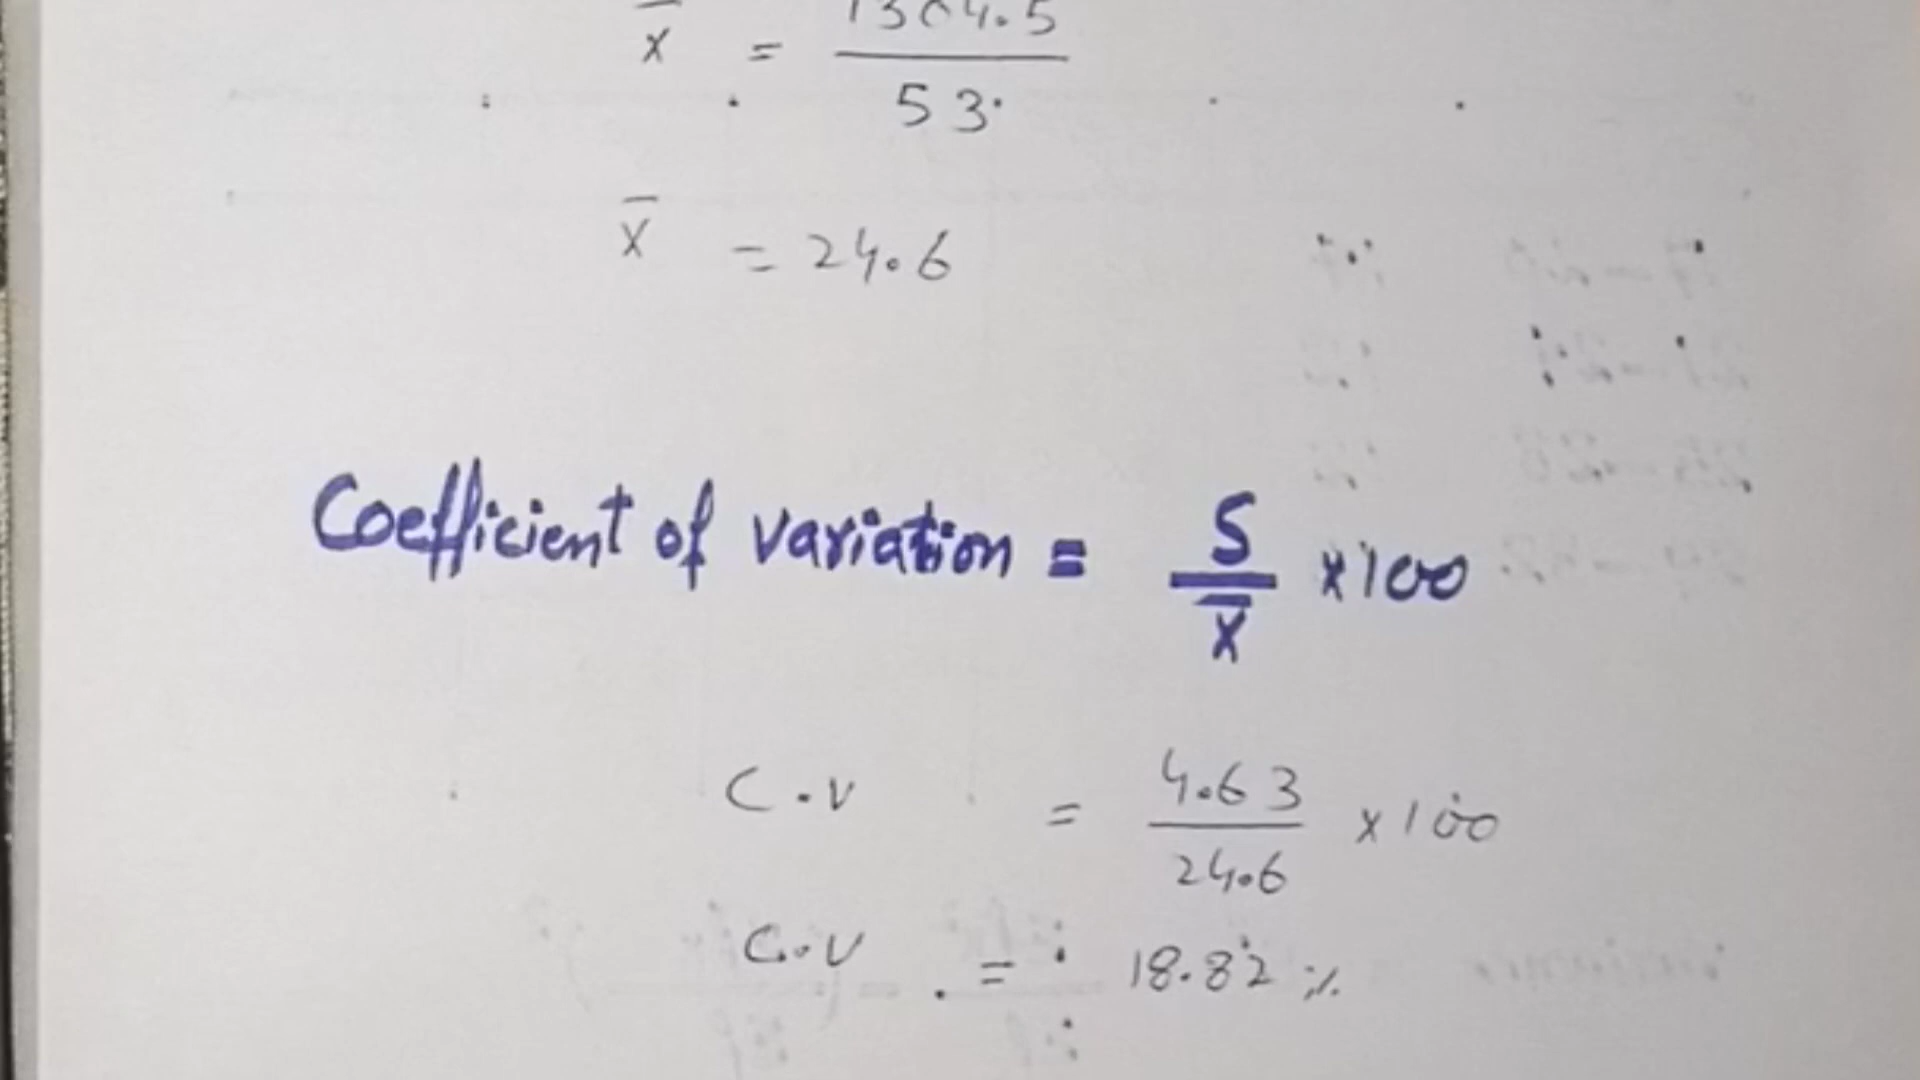 x̄ = 1304.5 / 53
x̄ = 24.6
Coefficient of variation = S / x̄ ×100
C.V = 4.63 / 24.6 ×100
C.V = 18.82 %